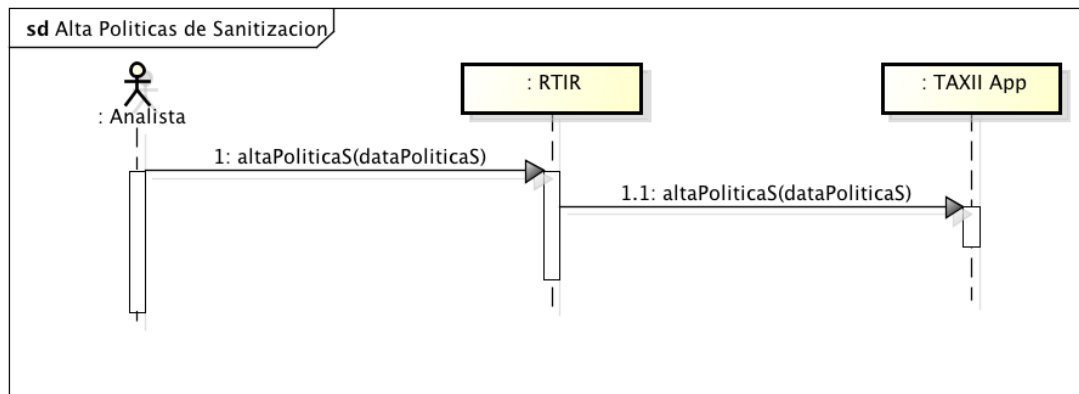 sd Alta Politicas de Sanitizacion
: Analista
: RTIR
: TAXII App
1: altaPoliticaS(dataPoliticaS)
1.1: altaPoliticaS(dataPoliticaS)